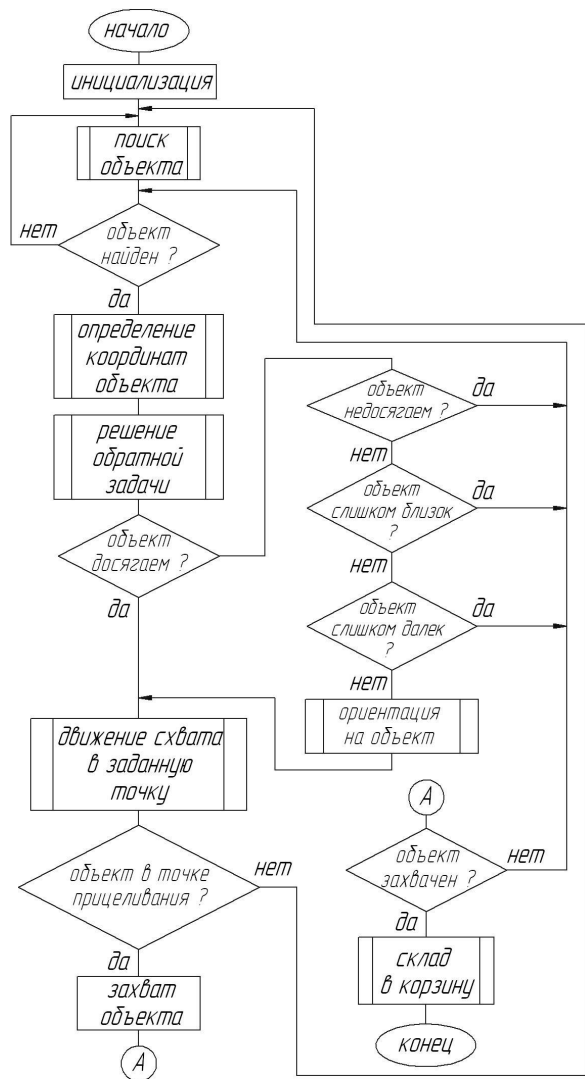 начало
инициализация
поиск
объекта
нет
объект
найден ?
да
определение
координат
объекта
решение
обратной
задачи
объект
досягаем ?
да
объект
недосягаем ?
да
нет
объект
слишком близок
?
да
нет
объект
слишком далек
?
да
нет
ориентация
на объект
движение схвата
в заданную
точку
объект в точке
прицеливания ?
нет
да
захват
объекта
А
А
объект
захвачен ?
нет
да
склад
в корзину
конец